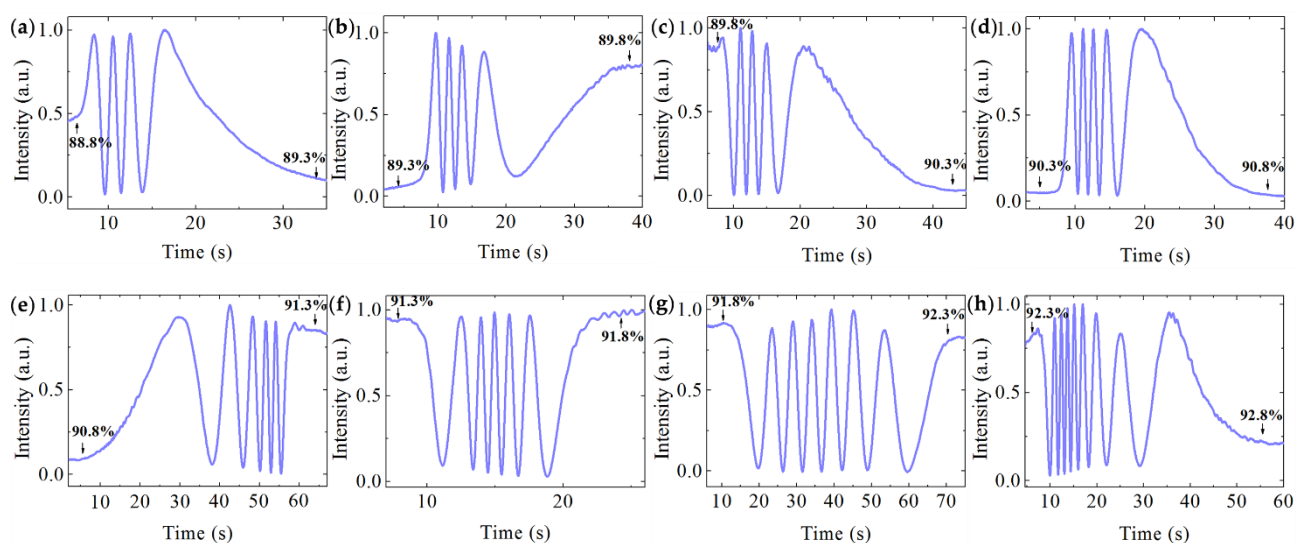 (a)
Intensity (a.u.)
1.0
0.5
0.0
88.8%
89.3%
10 20 30
Time (s)
(b)
Intensity (a.u.)
1.0
0.5
0.0
89.3%
89.8%
10 20 30 40
Time (s)
(c)
Intensity (a.u.)
1.0
0.5
0.0
89.8%
90.3%
10 20 30 40
Time (s)
(d)
Intensity (a.u.)
1.0
0.5
0.0
90.3%
90.8%
10 20 30 40
Time (s)
(e)
Intensity (a.u.)
1.0
0.5
0.0
90.8%
91.3%
10 20 30 40 50 60
Time (s)
(f)
Intensity (a.u.)
1.0
0.5
0.0
91.3%
91.8%
10 20
Time (s)
(g)
Intensity (a.u.)
1.0
0.5
0.0
91.8%
92.3%
10 20 30 40 50 60 70
Time (s)
(h)
Intensity (a.u.)
1.0
0.5
0.0
92.3%
92.8%
10 20 30 40 50 60
Time (s)